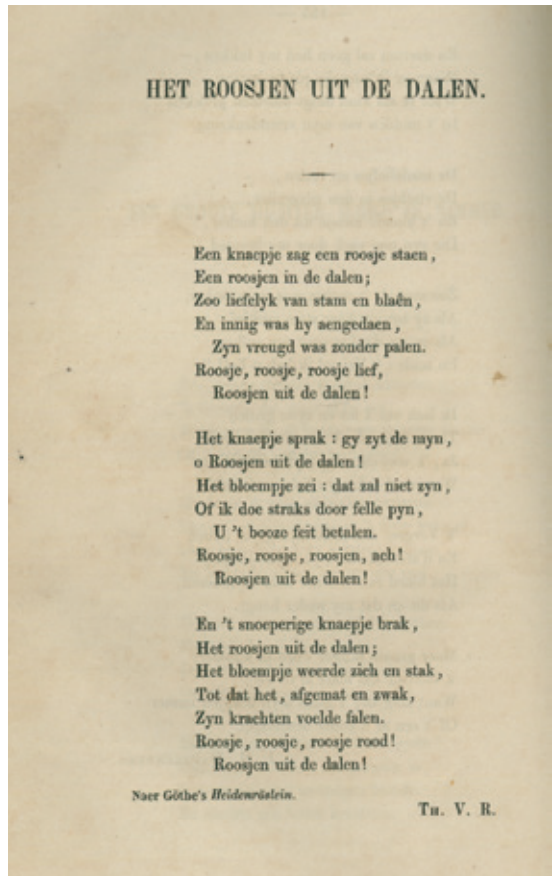 HET ROOSJEN UIT DE DALEN.
Een knaepje zag een roosje staen,
Een roosjen in de dalen;
Zoo liefelyk van stam en blaên,
En innig was hy aengedaen,
Zyn vreugd was zonder palen.
Roosje, roosje, roosje lief,
Roosjen uit de dalen!
Het knaepje sprak : gy zyt de myn,
o Roosjen uit de dalen!
Het bloempje zei : dat zal niet zyn,
Of ik doe straks door felle pyn,
U 't booze feit betalen.
Roosje, roosje, roosjen, ach!
Roosjen uit de dalen!
En 't snoeperige knaepje brak,
Het roosjen uit de dalen;
Het bloempje weerde zich en stak,
Tot dat het, afgemat en zwak,
Zyn krachten voelde falen.
Roosje, roosje, roosje rood!
Roosjen uit de dalen!
Naer Göthe's Heidenröslein.
TH. V. R.